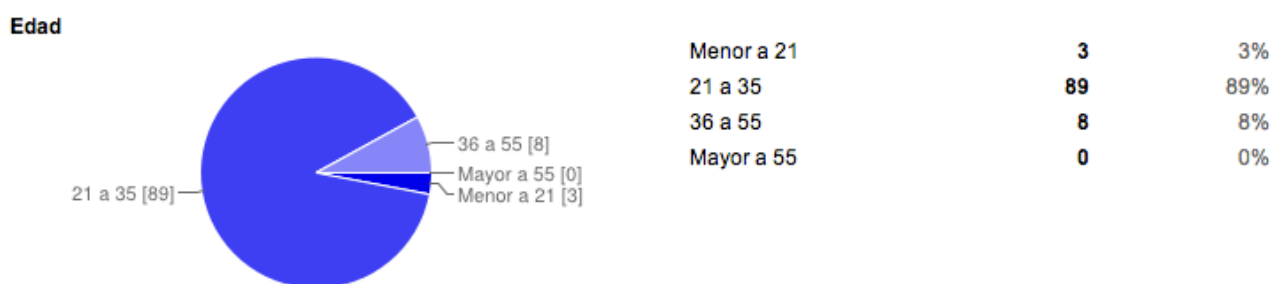 Edad
36 a 55 [8]
Mayor a 55 [0]
21 a 35 [89]
Menor a 21 [3]
Menor a 21 3 3%
21 a 35 89 89%
36 a 55 8 8%
Mayor a 55 0 0%